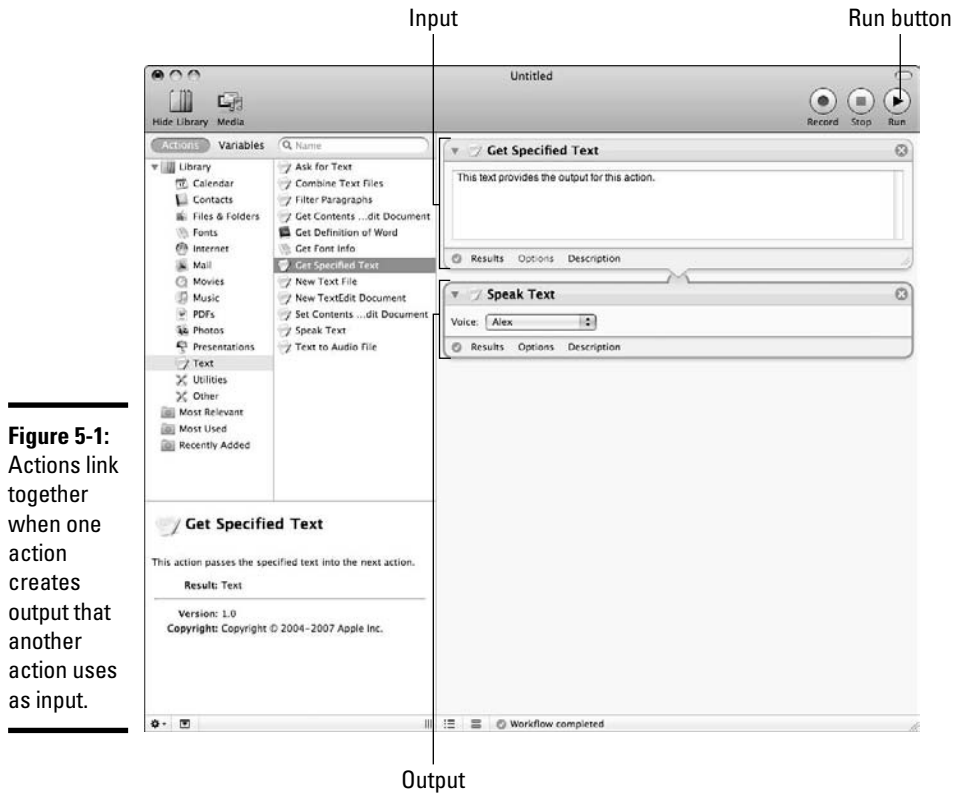 Input
Run button
Untitled
Hide Library Media
Record Stop Run
Actions Variables
Name
Library
Calendar
Contacts
Files & Folders
Fonts
Internet
Mail
Movies
Music
PDFs
Photos
Presentations
Text
Utilities
Other
Most Relevant
Most Used
Recently Added
Ask for Text
Combine Text Files
Filter Paragraphs
Get Contents ...dit Document
Get Definition of Word
Get Font Info
Get Specified Text
New Text File
New TextEdit Document
Set Contents ...dit Document
Speak Text
Text to Audio File
Get Specified Text
This text provides the output for this action.
Results Options Description
Speak Text
Voice: Alex
Results Options Description
Get Specified Text
This action passes the specified text into the next action.
Result: Text
Version: 1.0
Copyright: Copyright © 2004–2007 Apple Inc.
Workflow completed
Output
Figure 5-1:
Actions link
together
when one
action
creates
output that
another
action uses
as input.